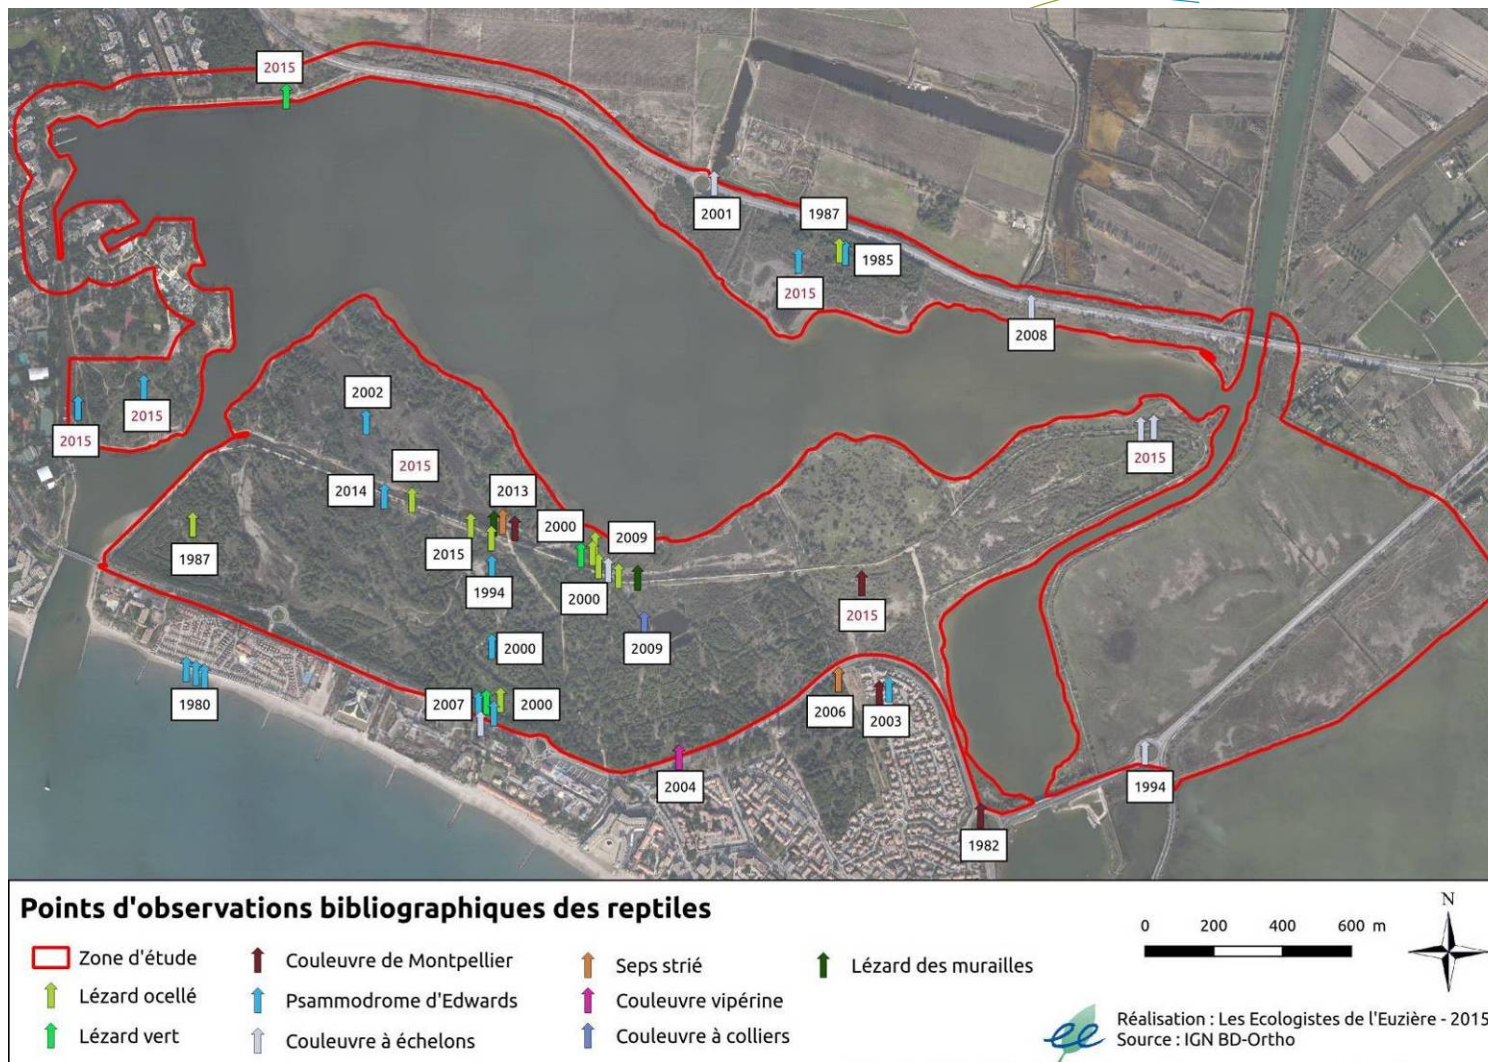 2015
2001
1987
1985
2015
2008
2002
2015
2015
2014
2015
2013
2000
2009
2015
1987
1994
2000
2015
2015
2000
2009
1980
2007
2000
2006
2003
2004
1994
1982
Points d'observations bibliographiques des reptiles
Zone d'étude
Lézard ocellé
Lézard vert
Couleuvre de Montpellier
Psammodrome d'Edwards
Couleuvre à échelons
Seps strié
Couleuvre vipérine
Couleuvre à colliers
Lézard des murailles
0 200 400 600 m
N
ee
Réalisation : Les Ecologistes de l'Euzière - 2015
Source : IGN BD-Ortho